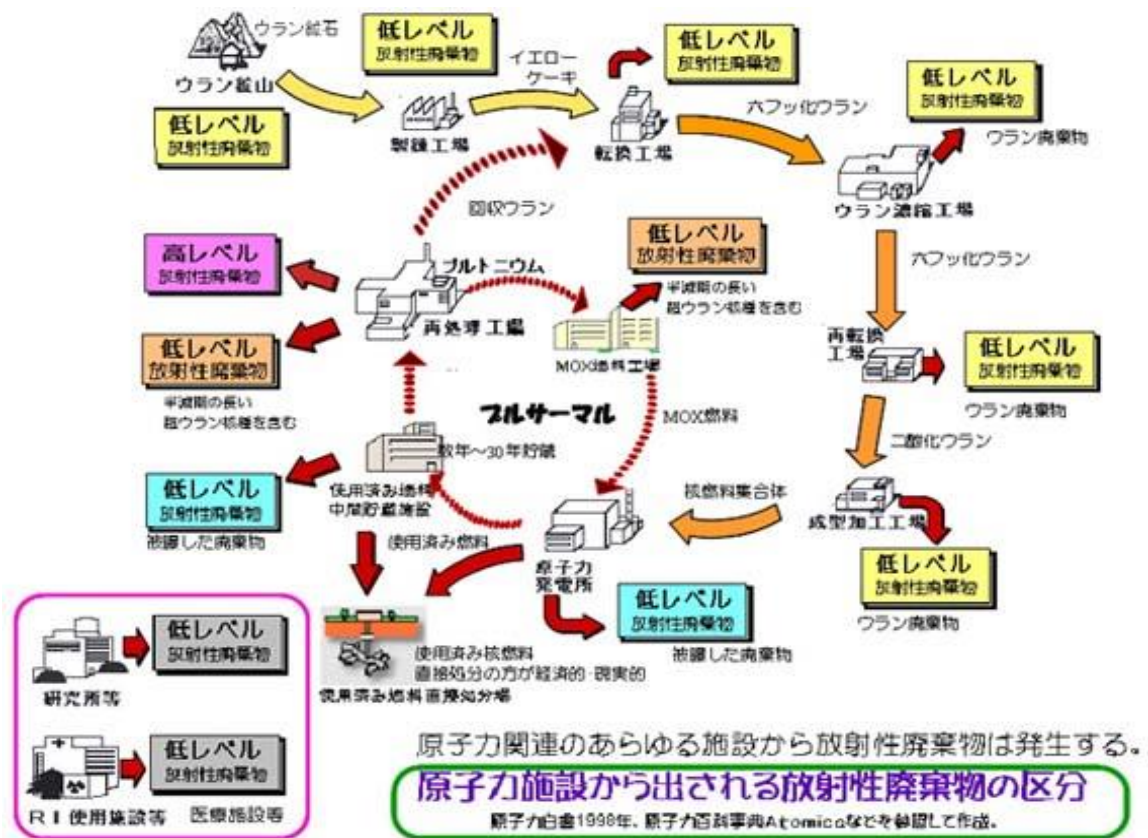 ウラン鉱石
ウラン鉱山
低レベル
放射性廃棄物
低レベル
放射性廃棄物
製錬工場
イエロー
ケーキ
低レベル
放射性廃棄物
転換工場
六フッ化ウラン
低レベル
放射性廃棄物
ウラン廃棄物
ウラン濃縮工場
回収ウラン
高レベル
放射性廃棄物
プルトニウム
再処理工場
低レベル
放射性廃棄物
半減期の長い
超ウラン核種を含む
六フッ化ウラン
低レベル
放射性廃棄物
半減期の長い
超ウラン核種を含む
MOX燃料工場
再転換
工場
低レベル
放射性廃棄物
ウラン廃棄物
プルサーマル
MOX燃料
二酸化ウラン
数年～30年貯蔵
使用済み燃料
中間貯蔵施設
低レベル
放射性廃棄物
被曝した廃棄物
使用済み燃料
核燃料集合体
成型加工工場
原子力
発電所
低レベル
放射性廃棄物
ウラン廃棄物
低レベル
放射性廃棄物
被曝した廃棄物
使用済み核燃料
直接処分の方が経済的・現実的
使用済み燃料直接処分場
低レベル
放射性廃棄物
研究所等
低レベル
放射性廃棄物
RI使用施設等 医療施設等
原子力関連のあらゆる施設から放射性廃棄物は発生する。
原子力施設から出される放射性廃棄物の区分
原子力白書1998年、原子力百科事典Atomicaなどを参照して作成。